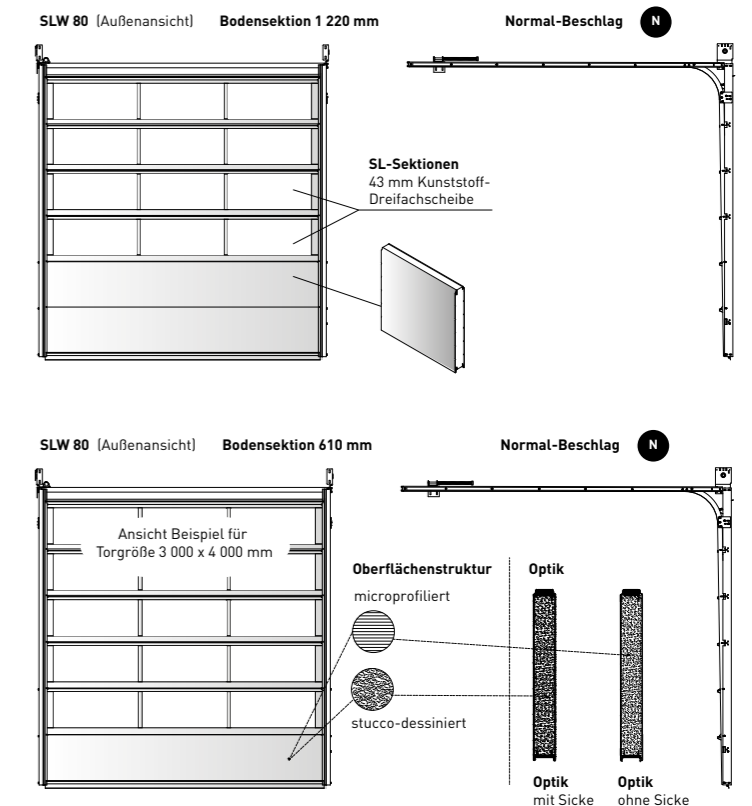 SLW 80 (Außenansicht) Bodensektion 1 220 mm
Normal-Beschlag N
SL-Sektionen
43 mm Kunststoff-
Dreifachscheibe
SLW 80 (Außenansicht) Bodensektion 610 mm
Normal-Beschlag N
Ansicht Beispiel für
Torgröße 3 000 x 4 000 mm
Oberflächenstruktur
microprofiliert
stucco-dessiniert
Optik
Optik
mit Sicke
Optik
ohne Sicke